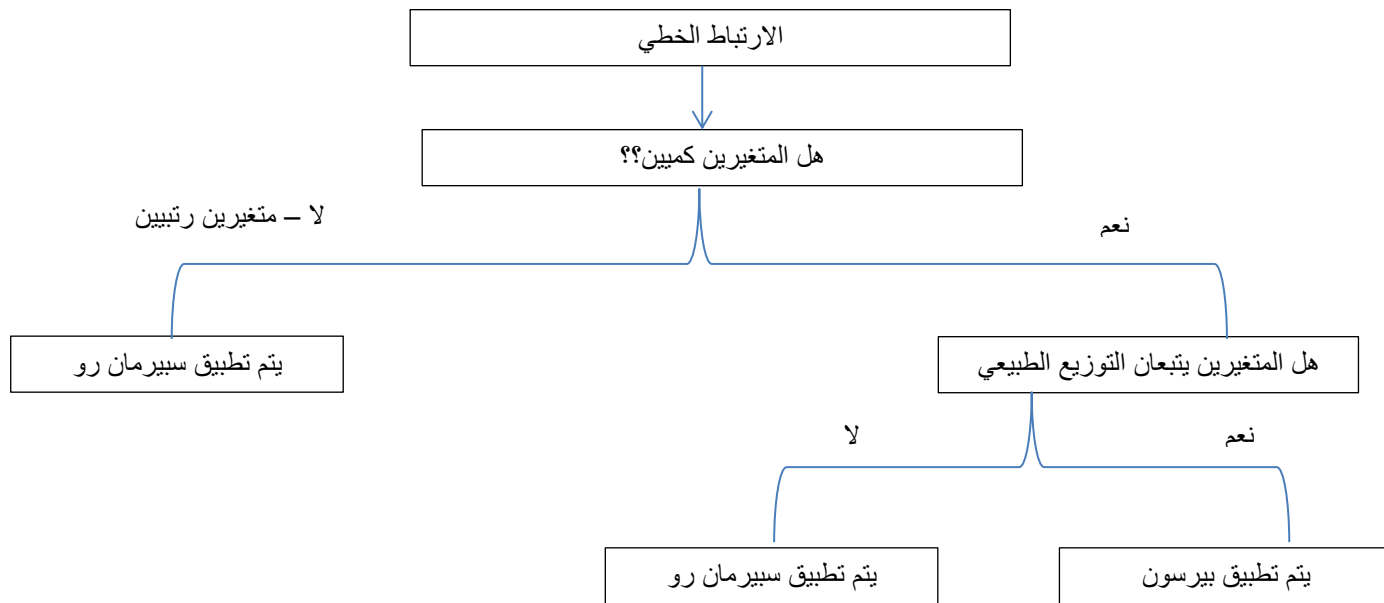 الارتباط الخطي
هل المتغيرين كميين؟؟
نعم
لا – متغيرين رتبيين
هل المتغيرين يتبعان التوزيع الطبيعي
يتم تطبيق سبيرمان رو
نعم
لا
يتم تطبيق بيرسون
يتم تطبيق سبيرمان رو